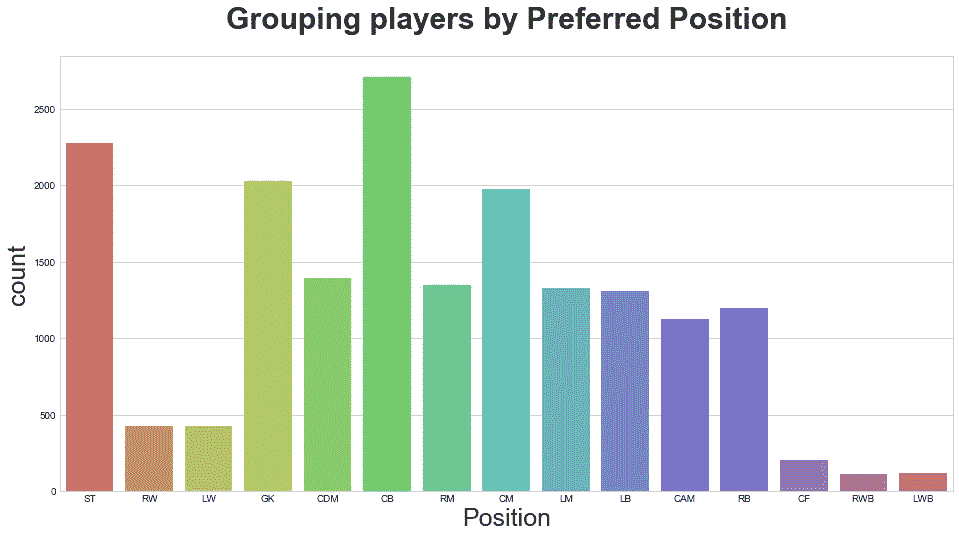 Grouping players by Preferred Position
count
2500
2000
1500
1000
500
0
ST RW LW GK CDM CB RM CM LM LB CAM RB CF RWB LWB
Position